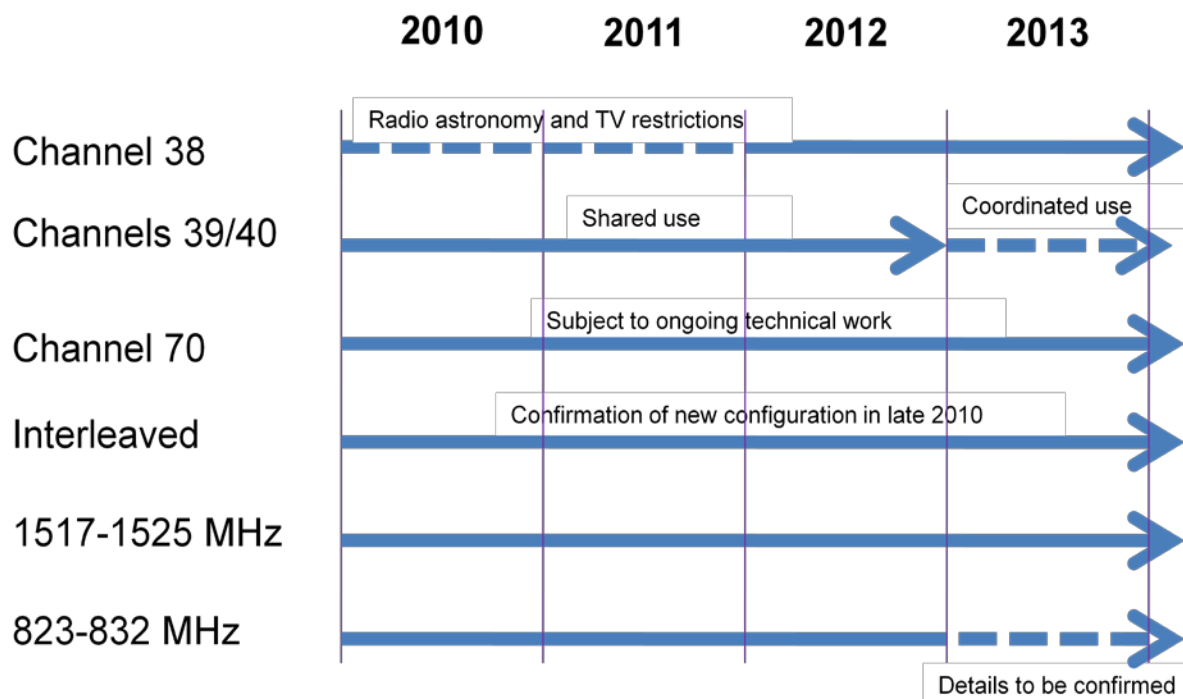 2010 2011 2012 2013
Radio astronomy and TV restrictions
Channel 38
Coordinated use
Shared use
Channels 39/40
Subject to ongoing technical work
Channel 70
Confirmation of new configuration in late 2010
Interleaved
1517-1525 MHz
823-832 MHz
Details to be confirmed